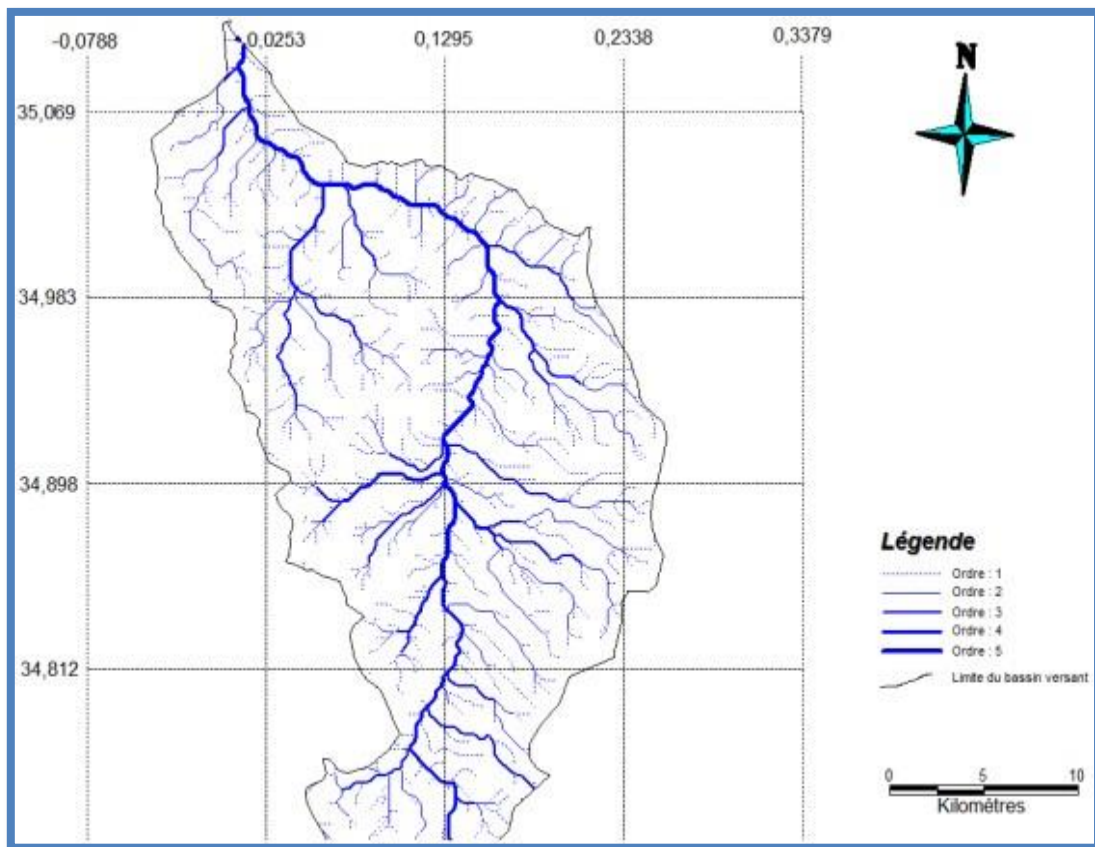 -0,0788 0,0253 0,1295 0,2338 0,3379
N
35,069
34,983
34,898
34,812
Légende
Ordre : 1
Ordre : 2
Ordre : 3
Ordre : 4
Ordre : 5
Limite du bassin versant
0 5 10
Kilométres